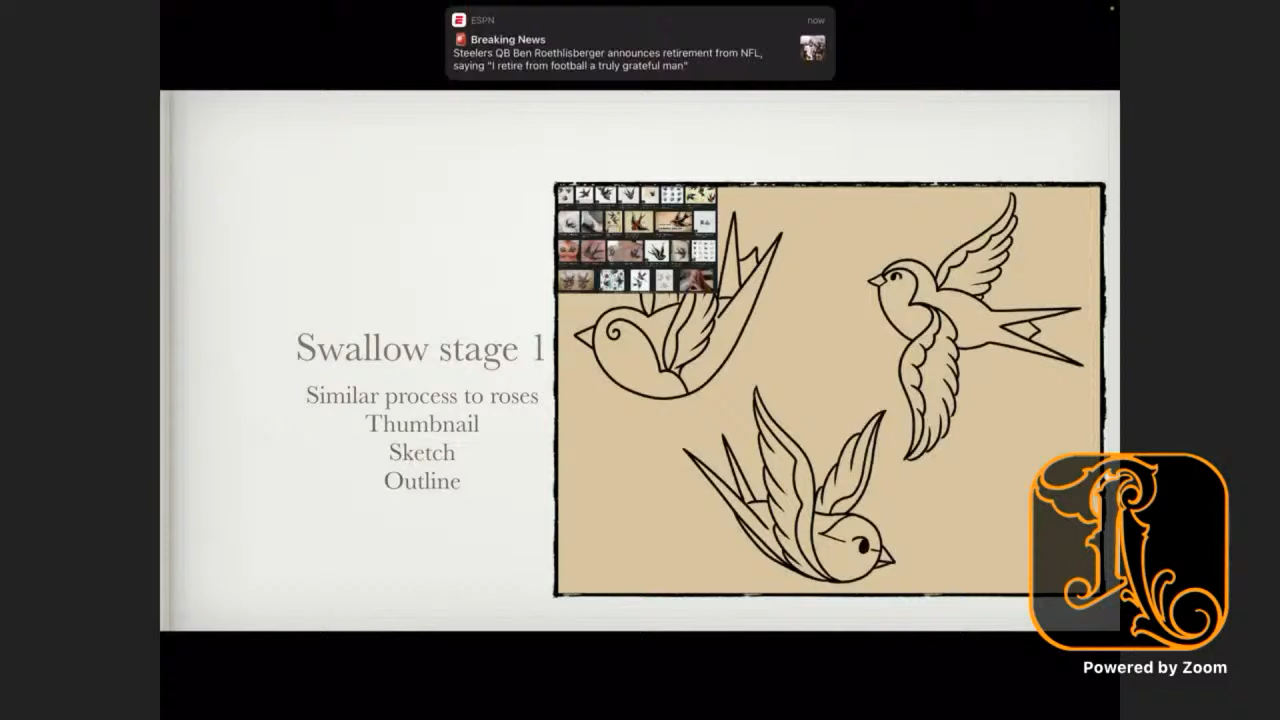 ESPN
now
Breaking News
Steelers QB Ben Roethlisberger announces retirement from NFL,
saying "I retire from football a truly grateful man"
Swallow stage 1
Similar process to roses
Thumbnail
Sketch
Outline
Powered by Zoom